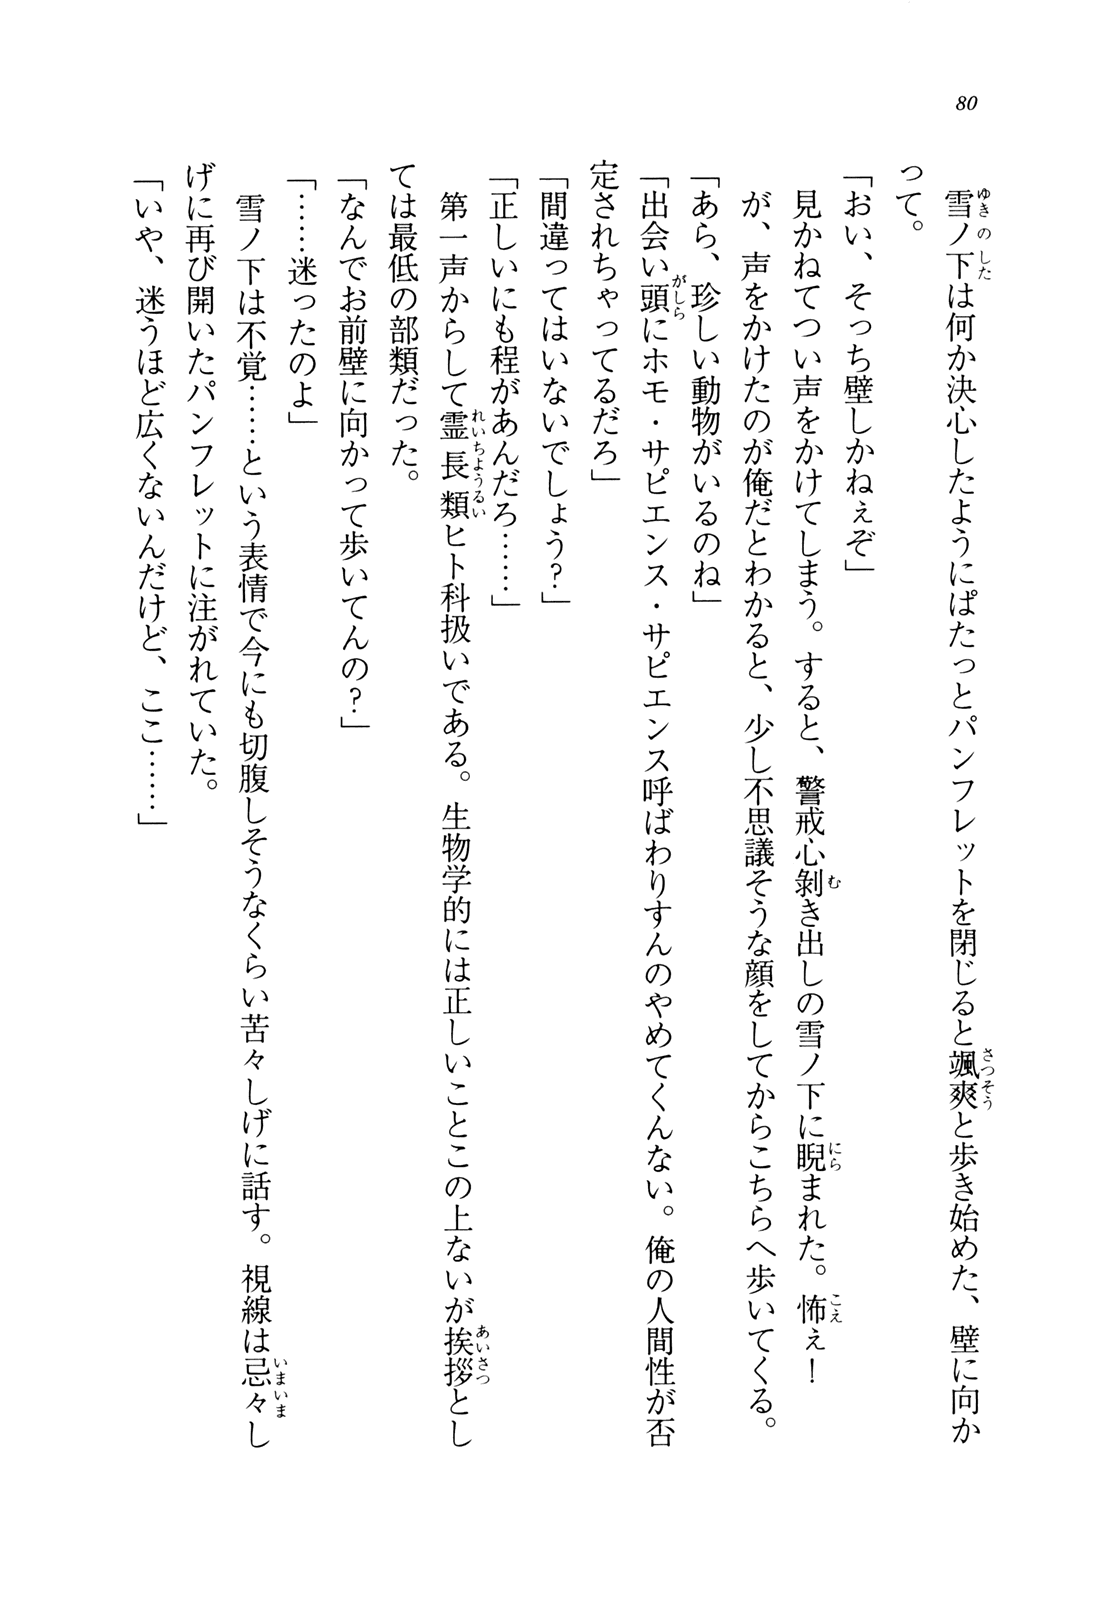 80
雪ノ下は何か決心したようにぱたっとパンフレットを閉じると颯爽と歩き始めた、壁に向か
って。
「おい、そっち壁しかねぇぞ」
見かねてつい声をかけてしまう。すると、警戒心剝き出しの雪ノ下に睨まれた。怖ぇ！
が、声をかけたのが俺だとわかると、少し不思議そうな顔をしてからこちらへ歩いてくる。
「あら、珍しい動物がいるのね」
「出会い頭にホモ・サピエンス・サピエンス呼ばわりすんのやめてくんない。俺の人間性が否
定されちゃってるだろ」
「間違ってはいないでしょう？」
「正しいにも程があんだろ……」
第一声からして霊長類ヒト科扱いである。生物学的には正しいことこの上ないが挨拶とし
ては最低の部類だった。
「なんでお前壁に向かって歩いてんの？」
「……迷ったのよ」
雪ノ下は不覚……という表情で今にも切腹しそうなくらい苦々しげに話す。視線は忌々し
げに再び開いたパンフレットに注がれていた。
「いや、迷うほど広くないんだけど、ここ……」